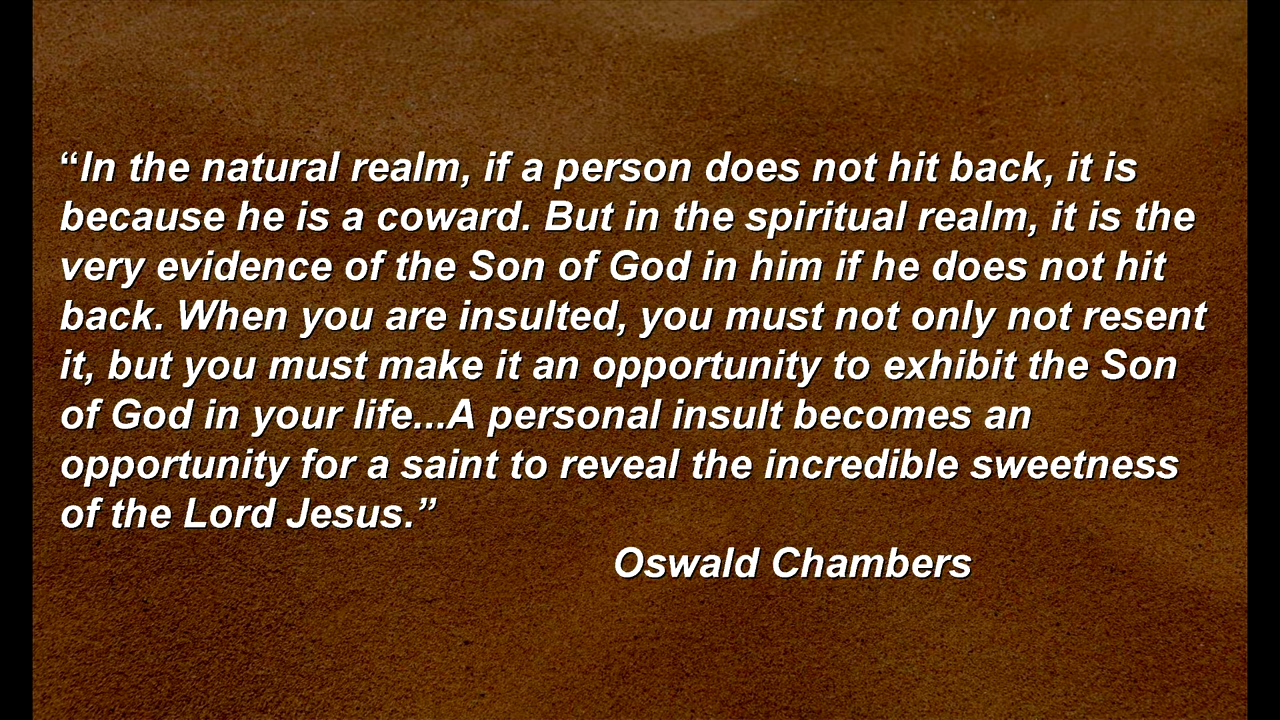 “In the natural realm, if a person does not hit back, it is
because he is a coward. But in the spiritual realm, it is the
very evidence of the Son of God in him if he does not hit
back. When you are insulted, you must not only not resent
it, but you must make it an opportunity to exhibit the Son
of God in your life...A personal insult becomes an
opportunity for a saint to reveal the incredible sweetness
of the Lord Jesus.”
Oswald Chambers